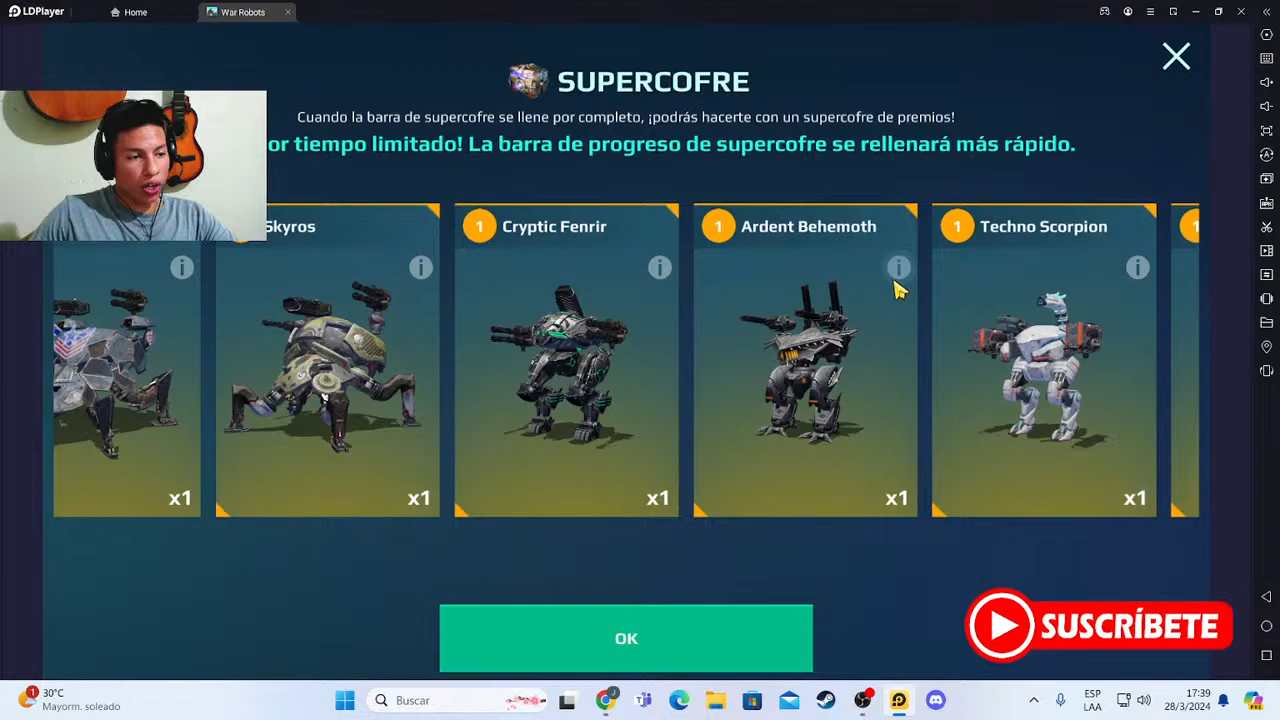 LDPlayer
Home
War Robots
SUPERCOFRE
Cuando la barra de supercofre se llene por completo, ¡podrás hacerte con un supercofre de premios!
or tiempo limitado! La barra de progreso de supercofre se rellenará más rápido.
Skyros
1 Cryptic Fenrir
1 Ardent Behemoth
1 Techno Scorpion
1
x1
x1
x1
x1
x1
OK
SUSCRÍBETE
1
30°C
Mayorm. soleado
Buscar
ESP
LAA
17:39
28/3/2024